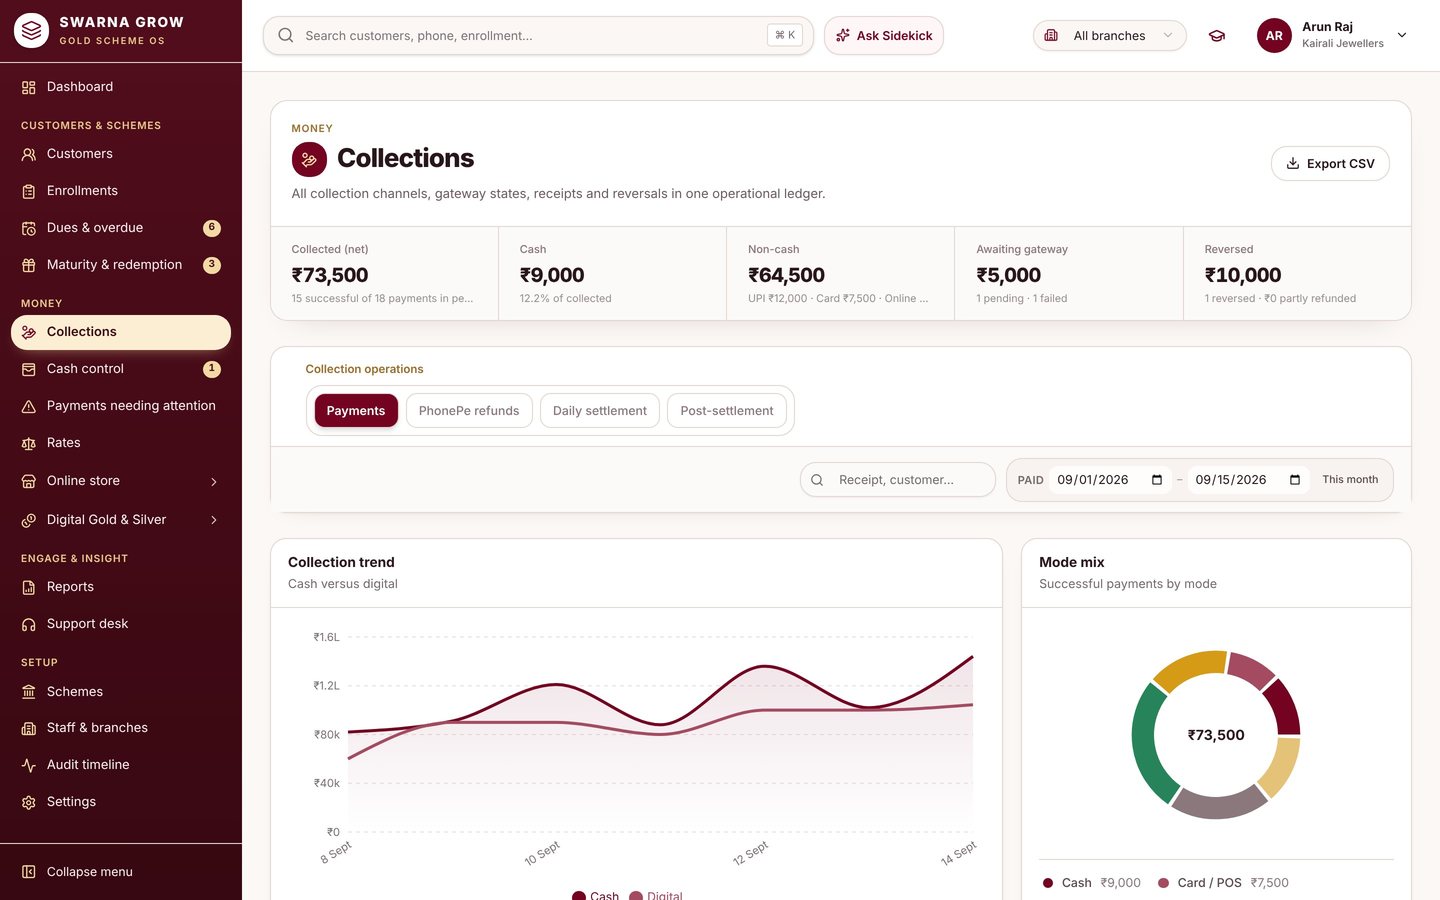 SWARNA GROW
GOLD SCHEME OS
Dashboard
CUSTOMERS & SCHEMES
Customers
Enrollments
Dues & overdue 6
Maturity & redemption 3
MONEY
Collections
Cash control 1
Payments needing attention
Rates
Online store
Digital Gold & Silver
ENGAGE & INSIGHT
Reports
Support desk
SETUP
Schemes
Staff & branches
Audit timeline
Settings
Collapse menu
Search customers, phone, enrollment... ⌘ K
Ask Sidekick
All branches
AR
Arun Raj
Kairali Jewellers
MONEY
Collections
All collection channels, gateway states, receipts and reversals in one operational ledger.
Export CSV
Collected (net)
₹73,500
15 successful of 18 payments in pe...
Cash
₹9,000
12.2% of collected
Non-cash
₹64,500
UPI ₹12,000 · Card ₹7,500 · Online ...
Awaiting gateway
₹5,000
1 pending · 1 failed
Reversed
₹10,000
1 reversed · ₹0 partly refunded
Collection operations
Payments PhonePe refunds Daily settlement Post-settlement
Receipt, customer...
PAID 09/01/2026 – 09/15/2026 This month
Collection trend
Cash versus digital
₹1.6L
₹1.2L
₹80k
₹40k
₹0
8 Sept 10 Sept 12 Sept 14 Sept
Cash Digital
Mode mix
Successful payments by mode
₹73,500
Cash ₹9,000 Card / POS ₹7,500